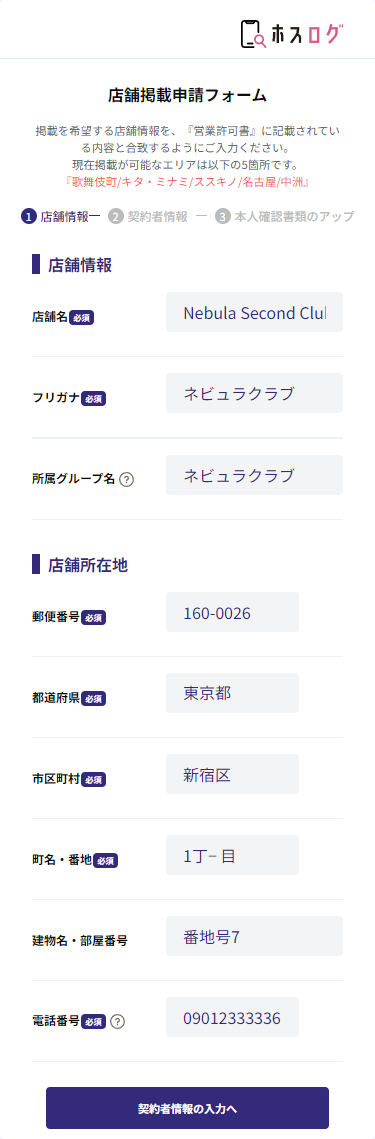 ホスログ
店舗掲載申請フォーム
掲載を希望する店舗情報を、『営業許可書』に記載されてい
る内容と合致するようにご入力ください。
現在掲載が可能なエリアは以下の5箇所です。
『歌舞伎町/キタ・ミナミ/ススキノ/名古屋/中洲』
1 店舗情報 2 契約者情報 3 本人確認書類のアップ
店舗情報
店舗名 必須 Nebula Second Clul
フリガナ 必須 ネビュラクラブ
所属グループ名 ? ネビュラクラブ
店舗所在地
郵便番号 必須 160-0026
都道府県 必須 東京都
市区町村 必須 新宿区
町名・番地 必須 1丁− 目
建物名・部屋番号 番地号7
電話番号 必須 ? 09012333336
契約者情報の入力へ